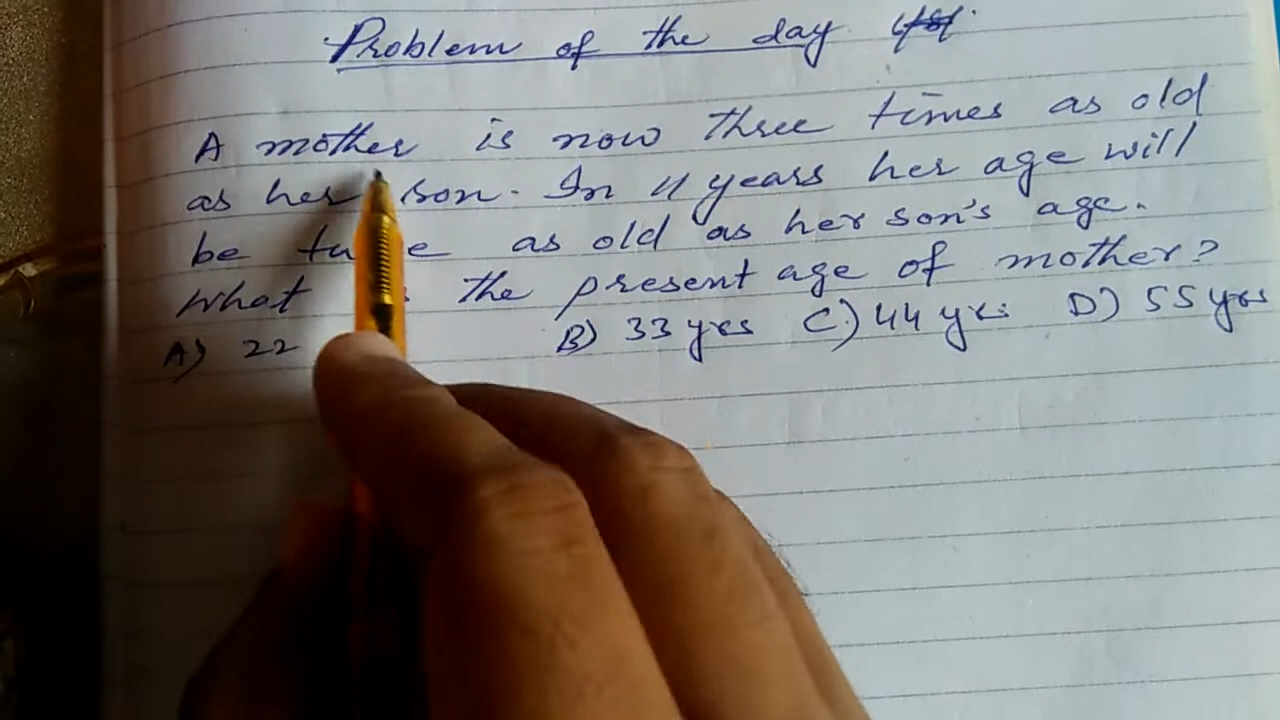 Problem of the day
A mother is now three times as old
as her son. In 11 years her age will
be as old as her son's age.
What the present age of mother?
A) 22 B) 33 yrs C) 44 yrs D) 55 yrs